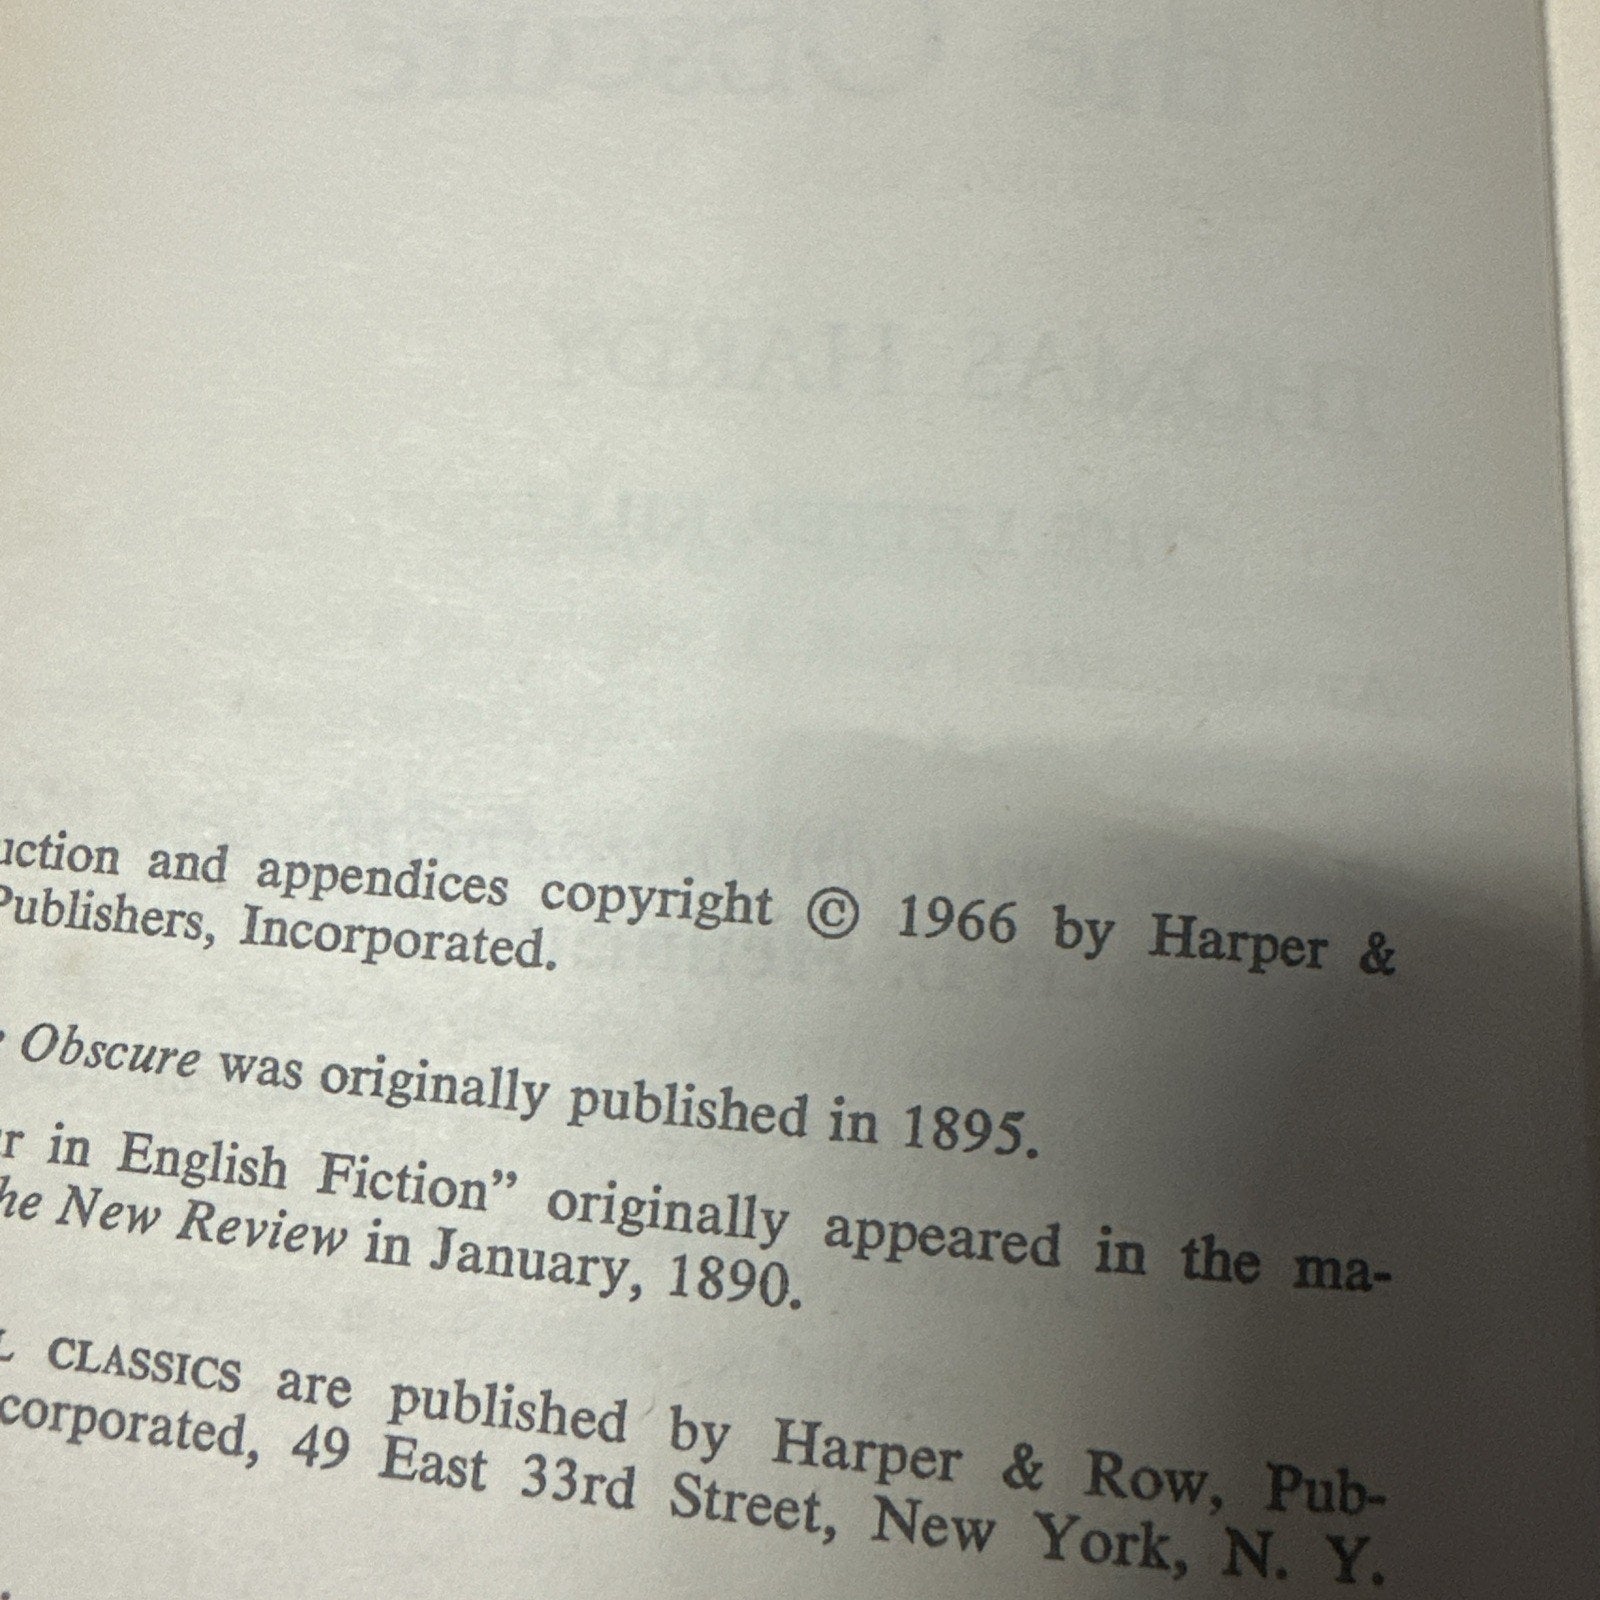 uction and appendices copyright © 1966 by Harper &
Publishers, Incorporated.
Obscure was originally published in 1895.
r in English Fiction” originally appeared in the ma-
he New Review in January, 1890.
L CLASSICS are published by Harper & Row, Pub-
corporated, 49 East 33rd Street, New York, N. Y.